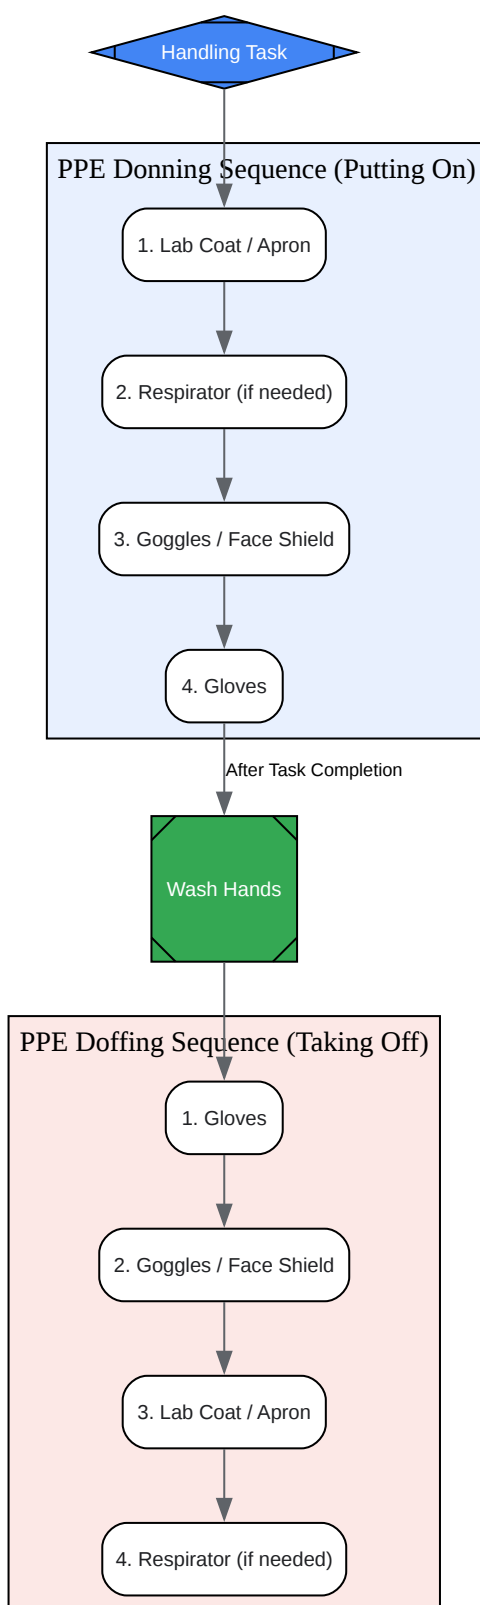 Handling Task
PPE Donning Sequence (Putting On)
1. Lab Coat / Apron
2. Respirator (if needed)
3. Goggles / Face Shield
4. Gloves
After Task Completion
Wash Hands
PPE Doffing Sequence (Taking Off)
1. Gloves
2. Goggles / Face Shield
3. Lab Coat / Apron
4. Respirator (if needed)